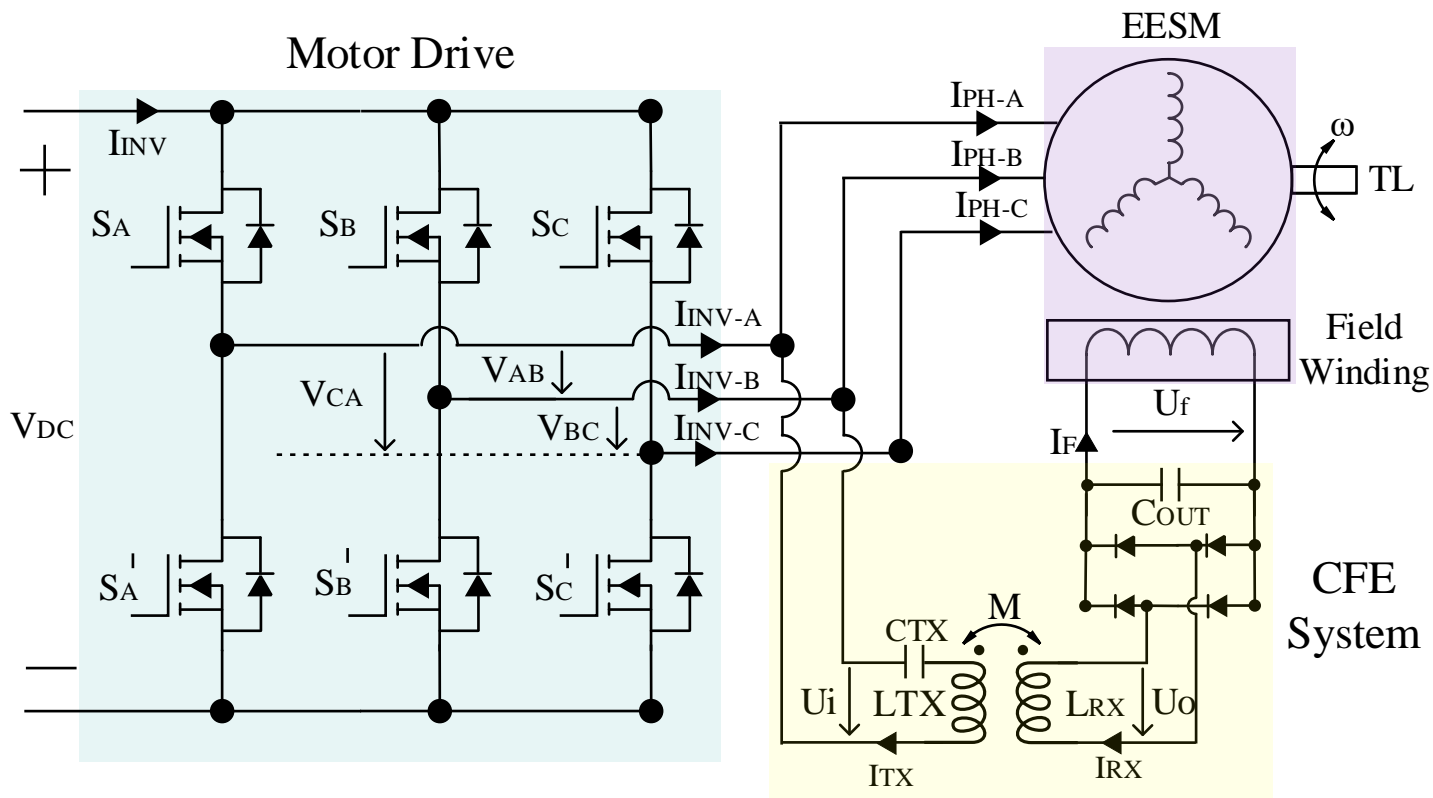 EESM
Motor Drive
IPH-A
IINV
ω
IPH-B
TL
IPH-C
SA
SB
SC
IINV-A
Field
Winding
VAB
IINV-B
VCA
Uf
VDC
VBC
IINV-C
IF
COUT
SA'
SB'
SC'
CFE
System
M
CTX
Ui
LTX
LRX
Uo
ITX
IRX